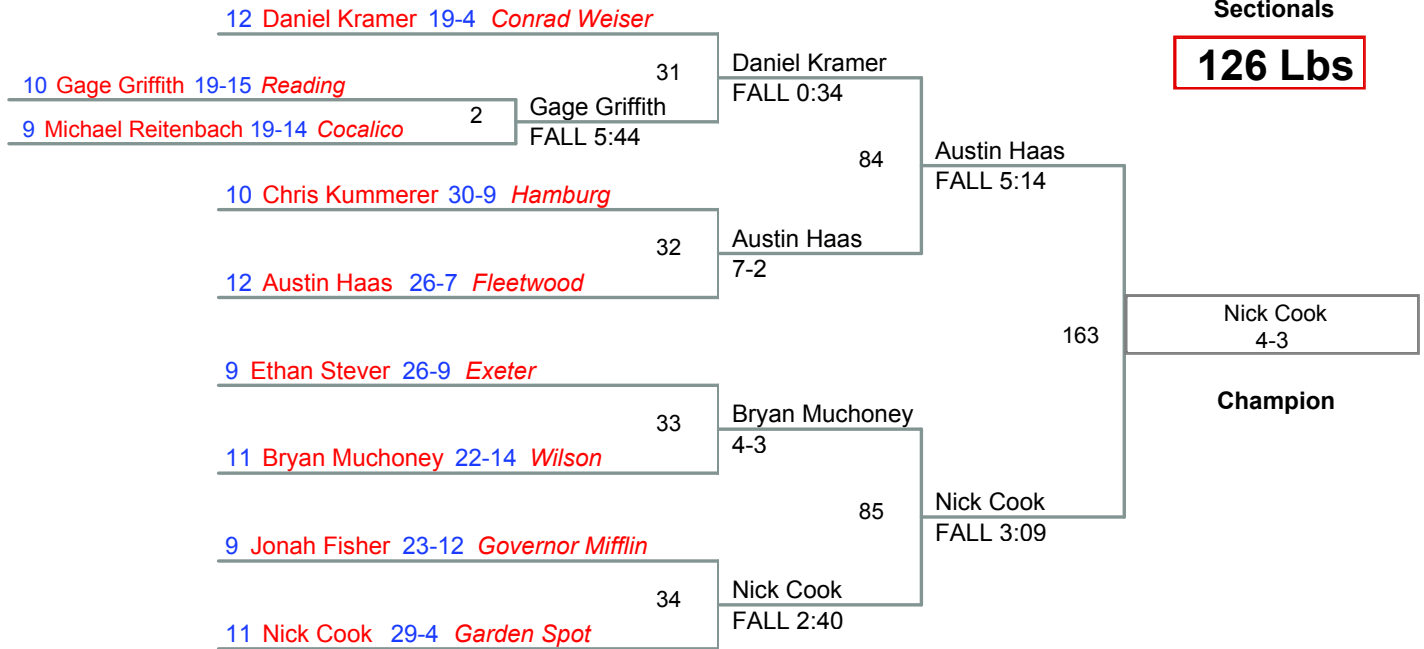 Sectionals
126 Lbs
12 Daniel Kramer 19-4 Conrad Weiser
31
Daniel Kramer
FALL 0:34
10 Gage Griffith 19-15 Reading
2
Gage Griffith
FALL 5:44
9 Michael Reitenbach 19-14 Cocalico
84
Austin Haas
FALL 5:14
10 Chris Kummerer 30-9 Hamburg
32
Austin Haas
7-2
12 Austin Haas 26-7 Fleetwood
163
Nick Cook
4-3
Champion
9 Ethan Stever 26-9 Exeter
33
Bryan Muchoney
4-3
11 Bryan Muchoney 22-14 Wilson
85
Nick Cook
FALL 3:09
9 Jonah Fisher 23-12 Governor Mifflin
34
Nick Cook
FALL 2:40
11 Nick Cook 29-4 Garden Spot